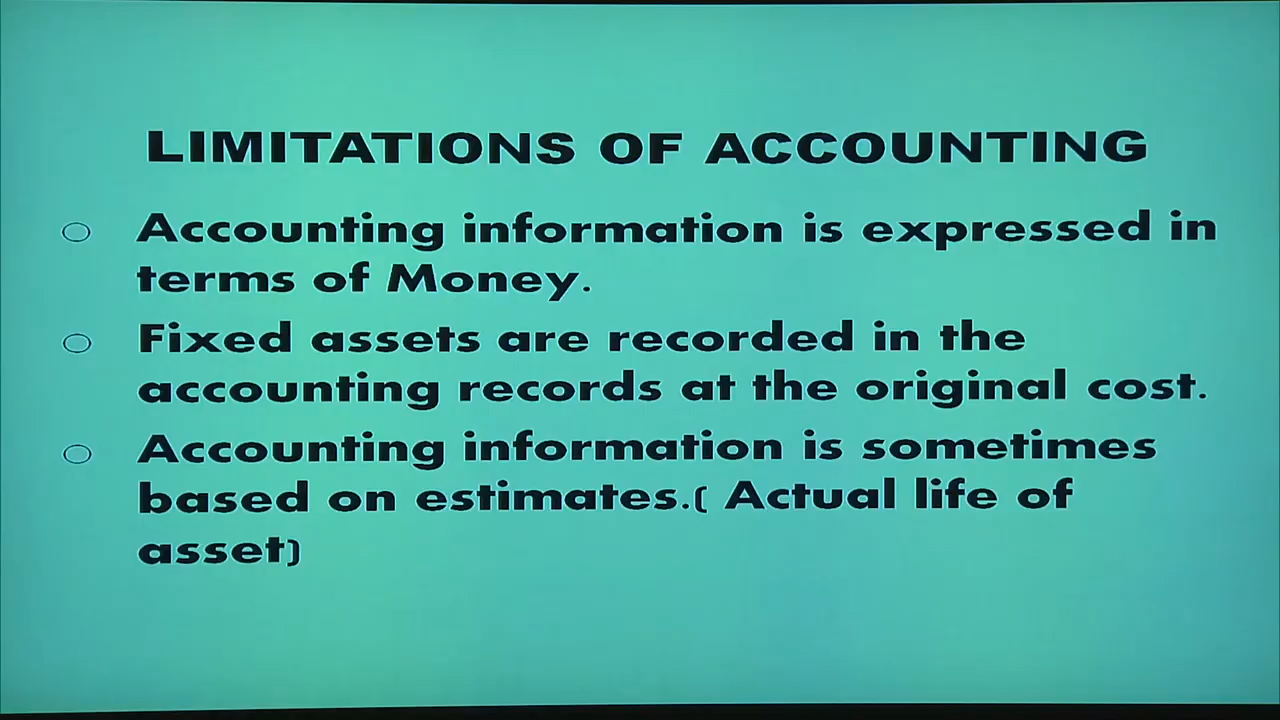 LIMITATIONS OF ACCOUNTING
○ Accounting information is expressed in
terms of Money.
○ Fixed assets are recorded in the
accounting records at the original cost.
○ Accounting information is sometimes
based on estimates.( Actual life of
asset)